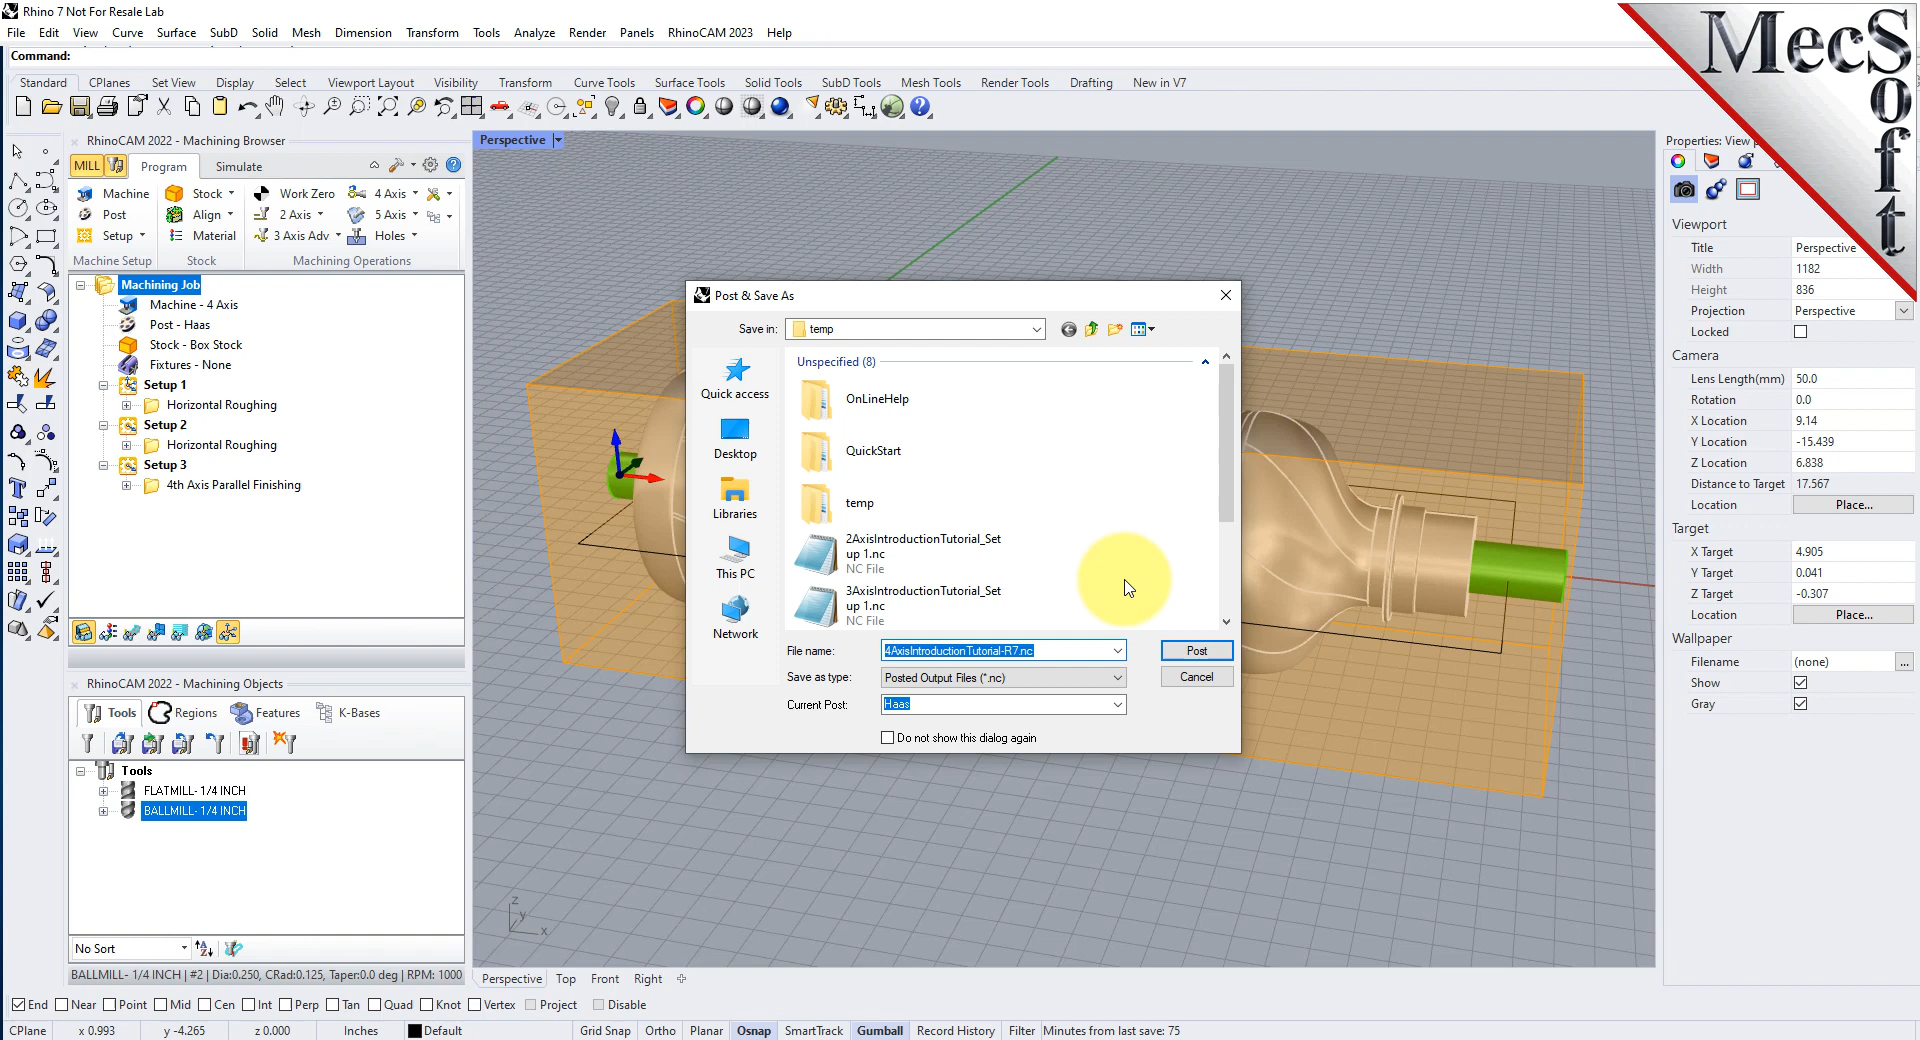 Rhino 7 Not For Resale Lab
File Edit View Curve Surface SubD Solid Mesh Dimension Transform Tools Analyze Render Panels RhinoCAM 2023 Help
Command:
Standard CPlanes Set View Display Select Viewport Layout Visibility Transform Curve Tools Surface Tools Solid Tools SubD Tools Mesh Tools Render Tools Drafting New in V7
MecSoft
RhinoCAM 2022 - Machining Browser
MILL Program Simulate
Machine Stock Work Zero 4 Axis
Post Align 2 Axis 5 Axis
Setup Material 3 Axis Adv Holes
Machine Setup Stock Machining Operations
Machining Job
Machine - 4 Axis
Post - Haas
Stock - Box Stock
Fixtures - None
Setup 1
Horizontal Roughing
Setup 2
Horizontal Roughing
Setup 3
4th Axis Parallel Finishing
RhinoCAM 2022 - Machining Objects
Tools Regions Features K-Bases
Tools
FLATMILL- 1/4 INCH
BALLMILL- 1/4 INCH
No Sort
BALLMILL- 1/4 INCH | #2 | Dia:0.250, CRad:0.125, Taper:0.0 deg | RPM: 1000
Perspective
Post & Save As
Save in: temp
Quick access
Desktop
Libraries
This PC
Network
Unspecified (8)
OnLineHelp
QuickStart
temp
2AxisIntroductionTutorial_Set
up 1.nc
NC File
3AxisIntroductionTutorial_Set
up 1.nc
NC File
File name: 4AxisIntroductionTutorial-R7.nc Post
Save as type: Posted Output Files (*.nc) Cancel
Current Post: Haas
Do not show this dialog again
z
y
x
Perspective Top Front Right
Properties: View p
Viewport
Title Perspective
Width 1182
Height 836
Projection Perspective
Locked
Camera
Lens Length(mm) 50.0
Rotation 0.0
X Location 9.14
Y Location -15.439
Z Location 6.838
Distance to Target 17.567
Location Place...
Target
X Target 4.905
Y Target 0.041
Z Target -0.307
Location Place...
Wallpaper
Filename (none) ...
Show
Gray
End Near Point Mid Cen Int Perp Tan Quad Knot Vertex Project Disable
CPlane x 0.993 y -4.265 z 0.000 Inches Default Grid Snap Ortho Planar Osnap SmartTrack Gumball Record History Filter Minutes from last save: 75